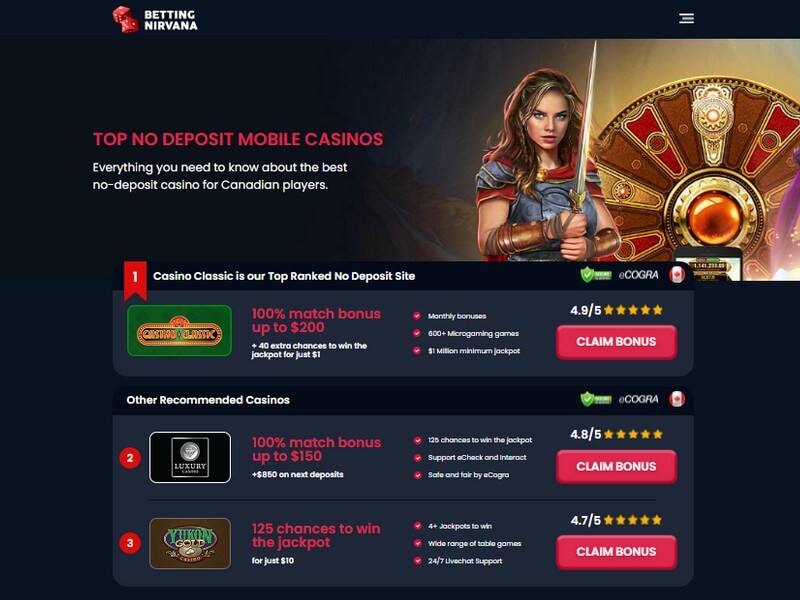 BETTING
NIRVANA
TOP NO DEPOSIT MOBILE CASINOS
Everything you need to know about the best
no-deposit casino for Canadian players.
1
Casino Classic is our Top Ranked No Deposit Site
eCOGRA
CASINO CLASSIC
100% match bonus
up to $200
+ 40 extra chances to win the
jackpot for just $1
Monthly bonuses
600+ Microgaming games
$1 Million minimum jackpot
4.9/5
CLAIM BONUS
Other Recommended Casinos
eCOGRA
2
LUXURY
CASINO
100% match bonus
up to $150
+$850 on next deposits
125 chances to win the jackpot
Support eCheck and Interact
Safe and fair by eCogra
4.8/5
CLAIM BONUS
3
YUKON
GOLD
CASINO
125 chances to win
the jackpot
for just $10
4+ Jackpots to win
Wide range of table games
24/7 Livechat Support
4.7/5
CLAIM BONUS